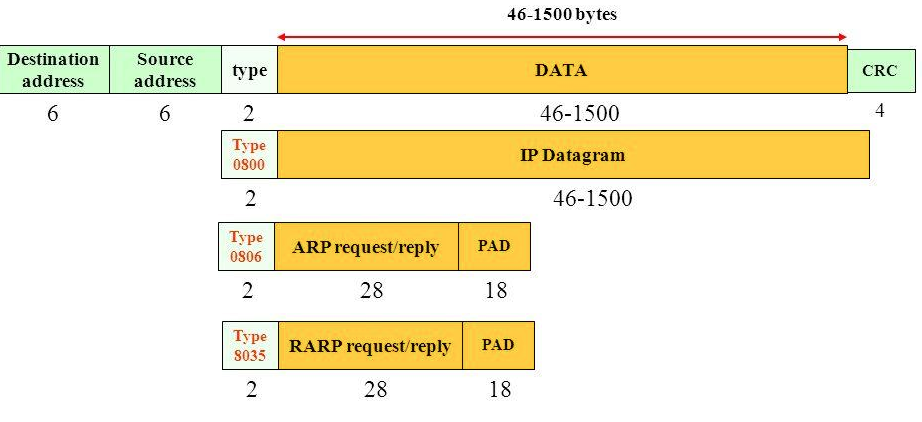 46-1500 bytes
Destination
address
Source
address
type
DATA
CRC
6
6
2
46-1500
4
Type
0800
IP Datagram
2
46-1500
Type
0806
ARP request/reply
PAD
2
28
18
Type
8035
RARP request/reply
PAD
2
28
18